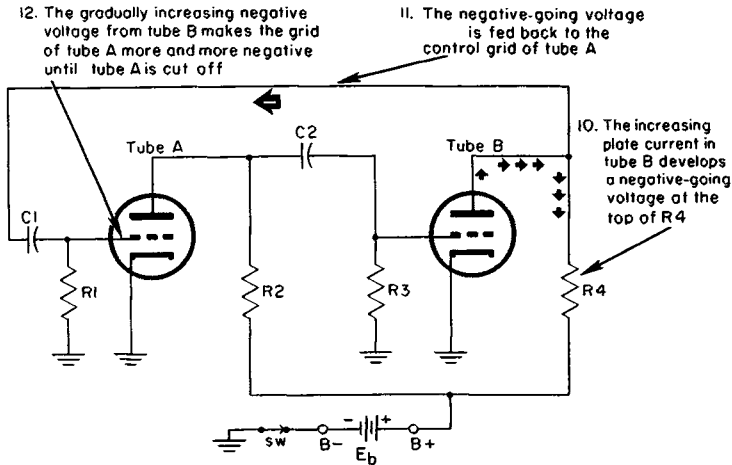 12. The gradually increasing negative
voltage from tube B makes the grid
of tube A more and more negative
until tube A is cut off
11. The negative-going voltage
is fed back to the
control grid of tube A
10. The increasing
plate current in
tube B develops
a negative-going
voltage at the
top of R4
Tube A
C2
Tube B
C1
R1
R2
R3
R4
- +
SW
B-
Eb
B+